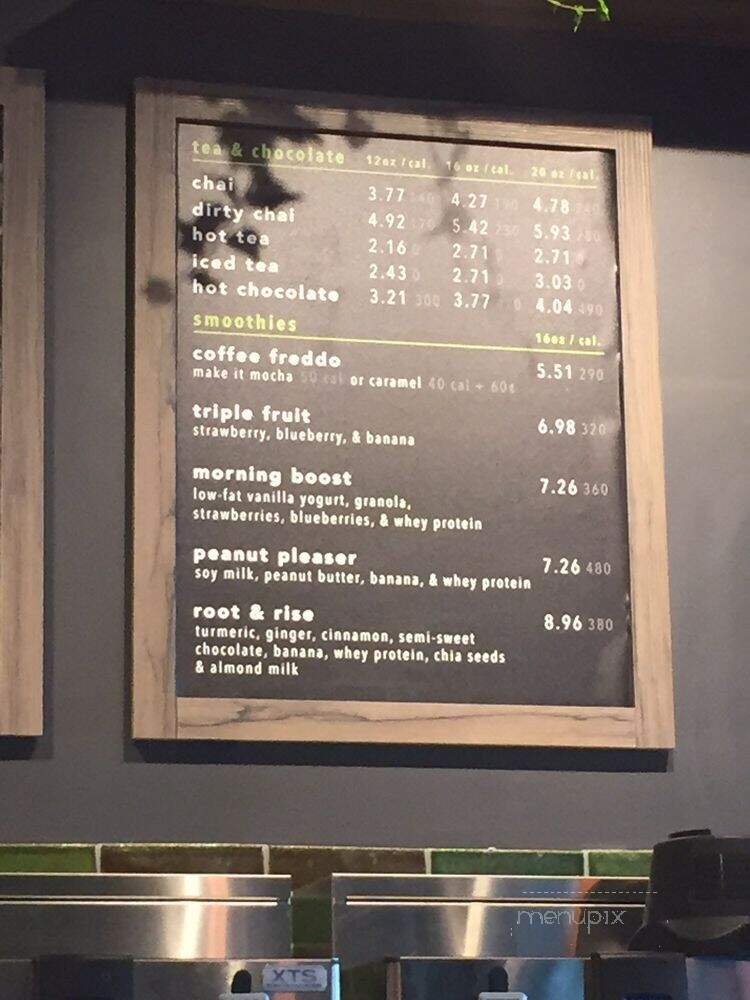 tea & chocolate 12oz / cal. 16 oz / cal. 20 oz / cal.
chai 3.77 4.27 4.78
dirty chai 4.92 5.42 230 5.93
hot tea 2.16 0 2.71 2.71 0
iced tea 2.43 0 2.71 0 3.03 0
hot chocolate 3.21 300 3.77 4.04 490
smoothies 16oz / cal.
coffee freddo 5.51 290
make it mocha 50 cal or caramel 40 cal + 60¢
triple fruit 6.98 320
strawberry, blueberry, & banana
morning boost 7.26 360
low-fat vanilla yogurt, granola,
strawberries, blueberries, & whey protein
peanut pleaser 7.26 480
soy milk, peanut butter, banana, & whey protein
root & rise 8.96 380
turmeric, ginger, cinnamon, semi-sweet
chocolate, banana, whey protein, chia seeds
& almond milk
menupix
XTS